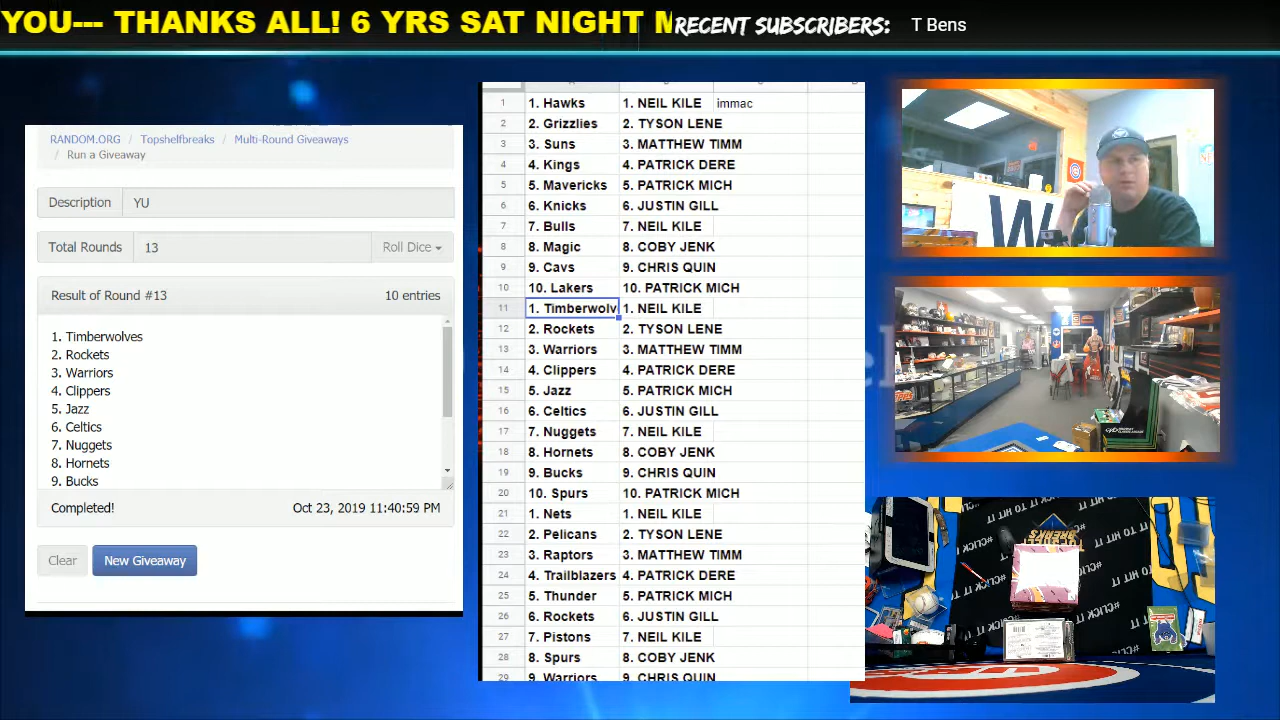 YOU--- THANKS ALL! 6 YRS SAT NIGHT M
RECENT SUBSCRIBERS: T Bens
RANDOM.ORG / Topshelfbreaks / Multi-Round Giveaways
/ Run a Giveaway
Description YU
Total Rounds 13 Roll Dice
Result of Round #13 10 entries
1. Timberwolves
2. Rockets
3. Warriors
4. Clippers
5. Jazz
6. Celtics
7. Nuggets
8. Hornets
9. Bucks
Completed! Oct 23, 2019 11:40:59 PM
Clear New Giveaway
1 1. Hawks 1. NEIL KILE immac
2 2. Grizzlies 2. TYSON LENE
3 3. Suns 3. MATTHEW TIMM
4 4. Kings 4. PATRICK DERE
5 5. Mavericks 5. PATRICK MICH
6 6. Knicks 6. JUSTIN GILL
7 7. Bulls 7. NEIL KILE
8 8. Magic 8. COBY JENK
9 9. Cavs 9. CHRIS QUIN
10 10. Lakers 10. PATRICK MICH
11 1. Timberwolv 1. NEIL KILE
12 2. Rockets 2. TYSON LENE
13 3. Warriors 3. MATTHEW TIMM
14 4. Clippers 4. PATRICK DERE
15 5. Jazz 5. PATRICK MICH
16 6. Celtics 6. JUSTIN GILL
17 7. Nuggets 7. NEIL KILE
18 8. Hornets 8. COBY JENK
19 9. Bucks 9. CHRIS QUIN
20 10. Spurs 10. PATRICK MICH
21 1. Nets 1. NEIL KILE
22 2. Pelicans 2. TYSON LENE
23 3. Raptors 3. MATTHEW TIMM
24 4. Trailblazers 4. PATRICK DERE
25 5. Thunder 5. PATRICK MICH
26 6. Rockets 6. JUSTIN GILL
27 7. Pistons 7. NEIL KILE
28 8. Spurs 8. COBY JENK
29 9. Warriors 9. CHRIS QUIN
W
BREAKS
#CLICK IT TO HIT IT